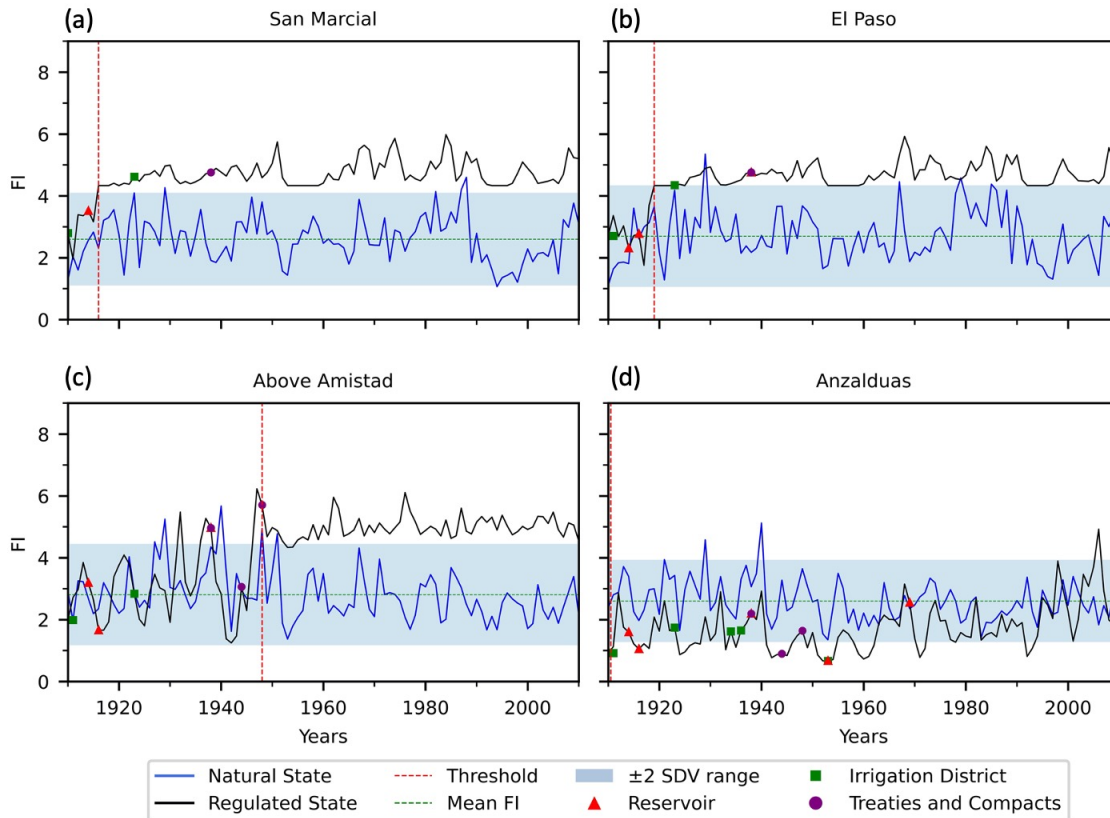 (a) San Marcial
(b) El Paso
FI
8
6
4
2
0
(c) Above Amistad
(d) Anzalduas
FI
8
6
4
2
0
1920 1940 1960 1980 2000
1920 1940 1960 1980 2000
Years
Years
Natural State
Threshold
±2 SDV range
Irrigation District
Regulated State
Mean FI
Reservoir
Treaties and Compacts